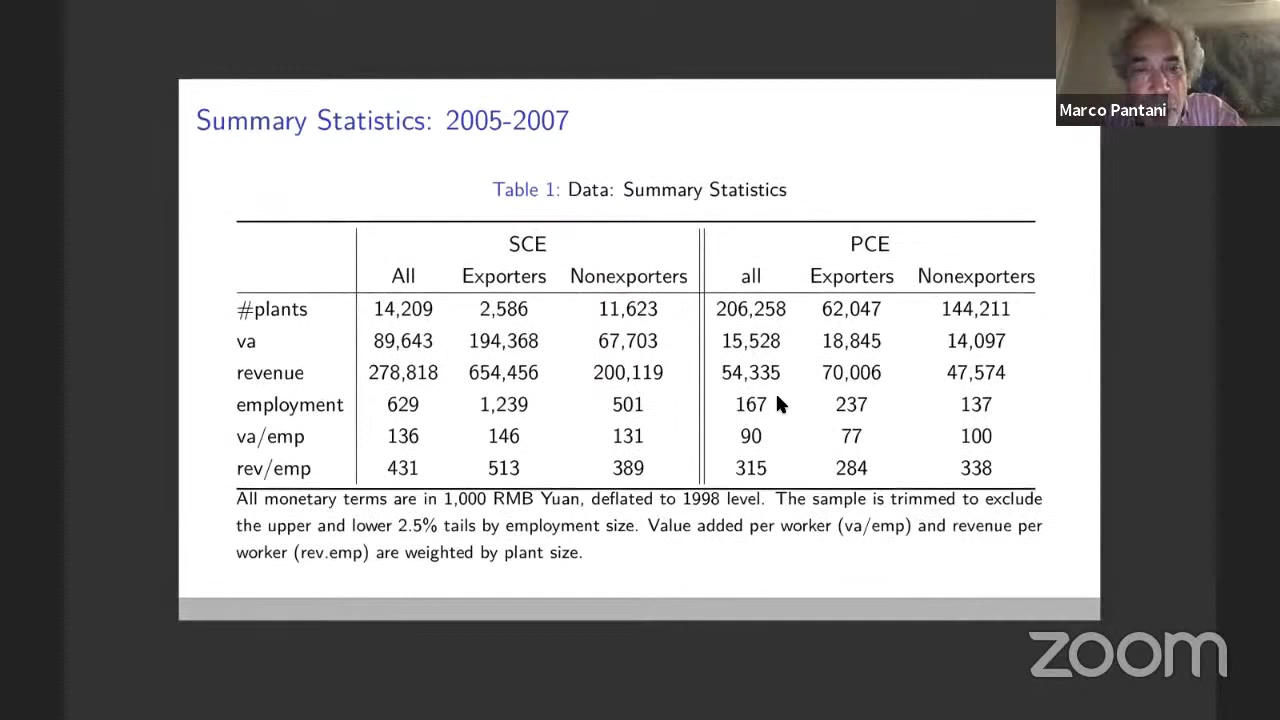 Marco Pantani
Summary Statistics: 2005-2007
Table 1: Data: Summary Statistics
SCE PCE
All Exporters Nonexporters all Exporters Nonexporters
#plants 14,209 2,586 11,623 206,258 62,047 144,211
va 89,643 194,368 67,703 15,528 18,845 14,097
revenue 278,818 654,456 200,119 54,335 70,006 47,574
employment 629 1,239 501 167 237 137
va/emp 136 146 131 90 77 100
rev/emp 431 513 389 315 284 338
All monetary terms are in 1,000 RMB Yuan, deflated to 1998 level. The sample is trimmed to exclude
the upper and lower 2.5% tails by employment size. Value added per worker (va/emp) and revenue per
worker (rev.emp) are weighted by plant size.
zoom